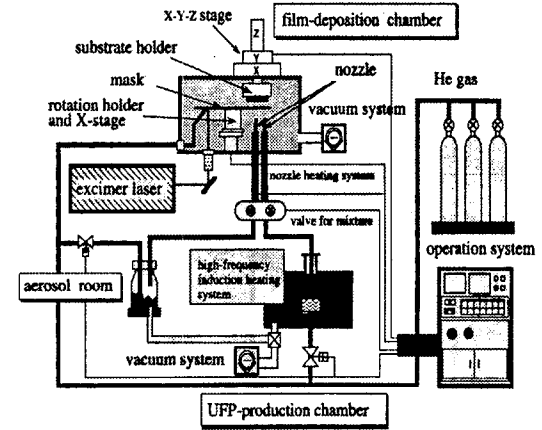 X-Y-Z stage
film-deposition chamber
substrate holder
Z
Y
X
mask
nozzle
rotation holder
and X-stage
vacuum system
He gas
nozzle heating system
excimer laser
valve for mixture
operation system
high-frequency
induction heating
system
aerosol room
vacuum system
UFP-production chamber